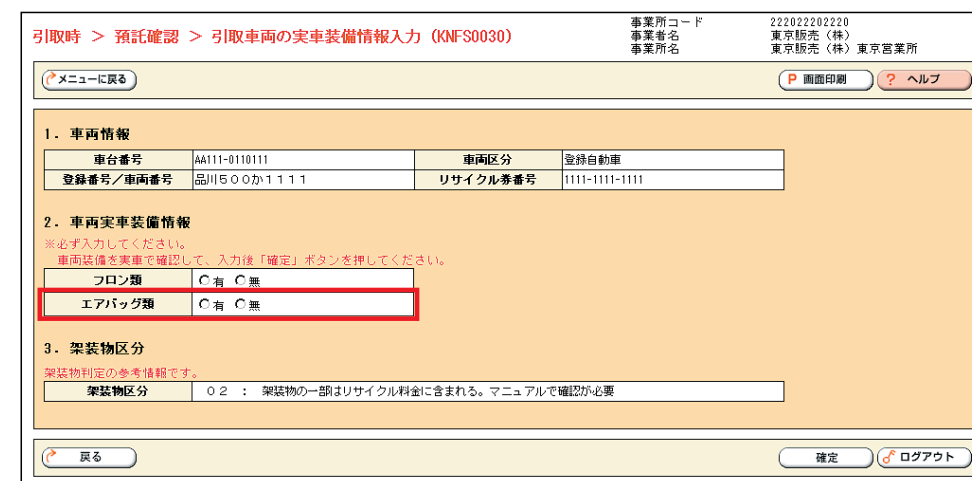 引取時 ＞ 預託確認 ＞ 引取車両の実車装備情報入力 (KNFS0030)
事業所コード 222022202220
事業者名 東京販売（株）
事業所名 東京販売（株）東京営業所
メニューに戻る P 画面印刷 ? ヘルプ
1. 車両情報
車台番号 AA111-0110111 車両区分 登録自動車
登録番号／車両番号 品川５００か１１１１ リサイクル券番号 1111-1111-1111
2. 車両実車装備情報
※必ず入力してください。
車両装備を実車で確認して、入力後「確定」ボタンを押してください。
フロン類 有 無
エアバッグ類 有 無
3. 架装物区分
架装物判定の参考情報です。
架装物区分 ０２ ： 架装物の一部はリサイクル料金に含まれる。マニュアルで確認が必要
戻る 確定 ログアウト